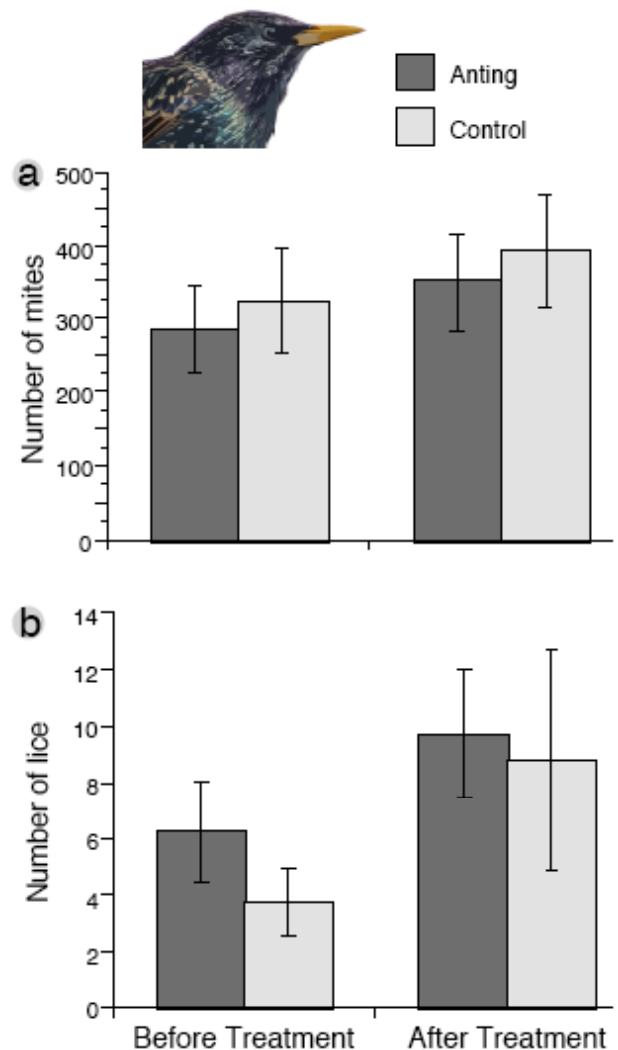 Anting
Control
a
500
400
300
200
100
0
Number of mites
b
14
12
10
8
6
4
2
0
Number of lice
Before Treatment
After Treatment